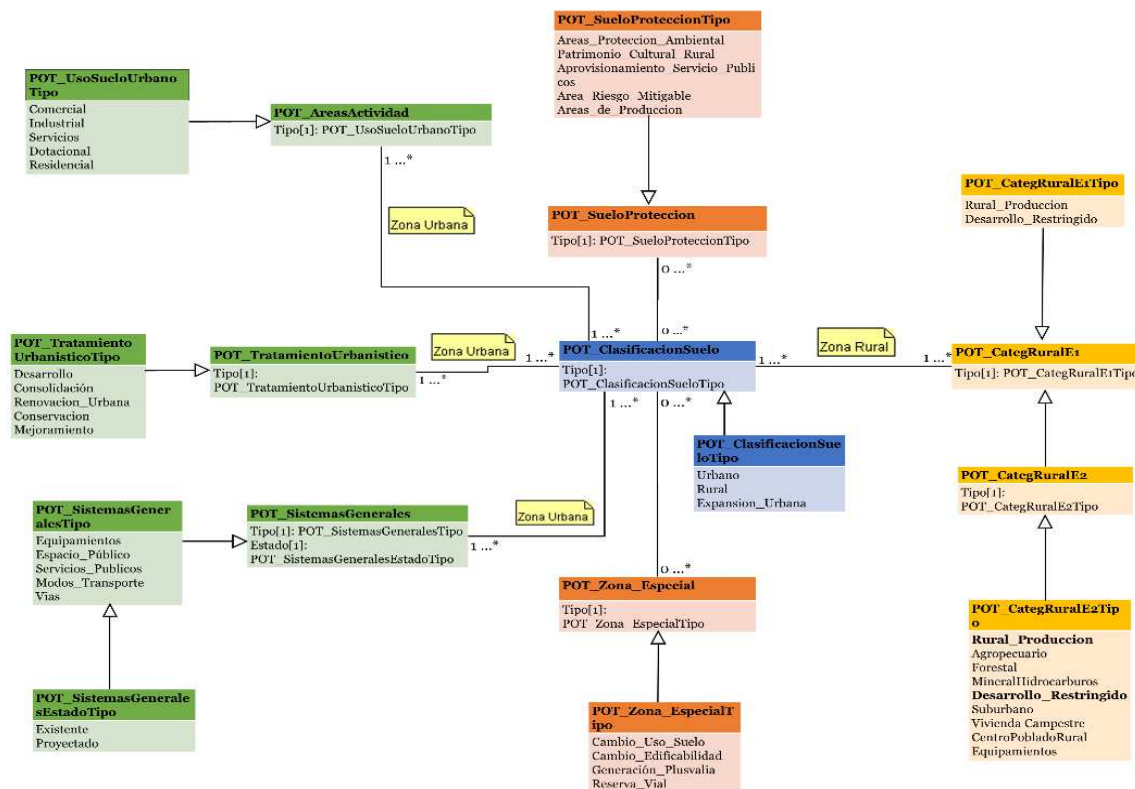 POT_SueloProteccionTipo
Areas_Proteccion_Ambiental
Patrimonio_Cultural_Rural
Aprovisionamiento_Servicio_Publi
cos
Area_Riesgo_Mitigable
Areas_de_Produccion
POT_UsoSueloUrbano
Tipo
Comercial
Industrial
Servicios
Dotacional
Residencial
POT_AreasActividad
Tipo[1]: POT_UsoSueloUrbanoTipo
1 ...*
Zona Urbana
1 ...*
POT_SueloProteccion
Tipo[1]: POT_SueloProteccionTipo
0 ...*
0 ...*
POT_CategRuralE1Tipo
Rural_Produccion
Desarrollo_Restringido
POT_Tratamiento
UrbanisticoTipo
Desarrollo
Consolidación
Renovacion_Urbana
Conservacion
Mejoramiento
POT_TratamientoUrbanistico
Tipo[1]:
POT_TratamientoUrbanisticoTipo
Zona Urbana
1 ...*
1 ...*
POT_ClasificacionSuelo
Tipo[1]:
POT_ClasificacionSueloTipo
1 ...*
Zona Rural
1 ...*
POT_CategRuralE1
Tipo[1]: POT_CategRuralE1Tipo
1 ...*
0 ...*
POT_ClasificacionSue
loTipo
Urbano
Rural
Expansion_Urbana
POT_CategRuralE2
Tipo[1]:
POT_CategRuralE2Tipo
POT_SistemasGener
alesTipo
Equipamientos
Espacio_Público
Servicios_Publicos
Modos_Transporte
Vias
POT_SistemasGenerales
Tipo[1]: POT_SistemasGeneralesTipo
Estado[1]:
POT_SistemasGeneralesEstadoTipo
Zona Urbana
1 ...*
0 ...*
POT_Zona_Especial
Tipo[1]:
POT_Zona_EspecialTipo
POT_CategRuralE2Tip
o
Rural_Produccion
Agropecuario
Forestal
MineralHidrocarburos
Desarrollo_Restringido
Suburbano
Vivienda_Campestre
CentroPobladoRural
Equipamientos
POT_SistemasGenerale
sEstadoTipo
Existente
Proyectado
POT_Zona_EspecialT
ipo
Cambio_Uso_Suelo
Cambio_Edificabilidad
Generación_Plusvalia
Reserva_Vial